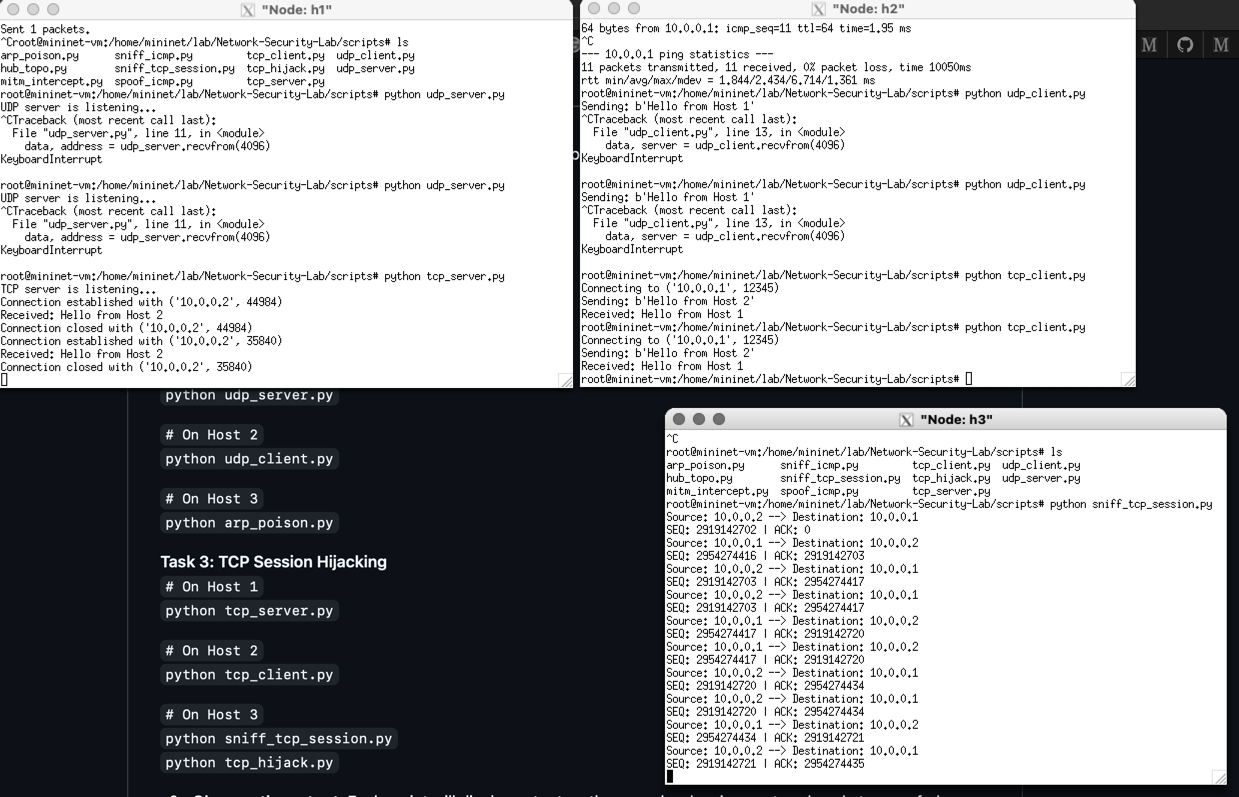 "Node: h1"
Sent 1 packets.
^Croot@mininet-vm:/home/mininet/lab/Network-Security-Lab/scripts# ls
arp_poison.py sniff_icmp.py tcp_client.py udp_client.py
hub_topo.py sniff_tcp_session.py tcp_hijack.py udp_server.py
mitm_intercept.py spoof_icmp.py tcp_server.py
root@mininet-vm:/home/mininet/lab/Network-Security-Lab/scripts# python udp_server.py
UDP server is listening...
^CTraceback (most recent call last):
File "udp_server.py", line 11, in <module>
data, address = udp_server.recvfrom(4096)
KeyboardInterrupt
root@mininet-vm:/home/mininet/lab/Network-Security-Lab/scripts# python udp_server.py
UDP server is listening...
^CTraceback (most recent call last):
File "udp_server.py", line 11, in <module>
data, address = udp_server.recvfrom(4096)
KeyboardInterrupt
root@mininet-vm:/home/mininet/lab/Network-Security-Lab/scripts# python tcp_server.py
TCP server is listening...
Connection established with ('10.0.0.2', 44984)
Received: Hello from Host 2
Connection closed with ('10.0.0.2', 44984)
Connection established with ('10.0.0.2', 35840)
Received: Hello from Host 2
Connection closed with ('10.0.0.2', 35840)
"Node: h2"
64 bytes from 10.0.0.1: icmp_seq=11 ttl=64 time=1.95 ms
^C
--- 10.0.0.1 ping statistics ---
11 packets transmitted, 11 received, 0% packet loss, time 10050ms
rtt min/avg/max/mdev = 1.844/2.434/6.714/1.361 ms
root@mininet-vm:/home/mininet/lab/Network-Security-Lab/scripts# python udp_client.py
Sending: b'Hello from Host 1'
^CTraceback (most recent call last):
File "udp_client.py", line 13, in <module>
data, server = udp_client.recvfrom(4096)
KeyboardInterrupt
root@mininet-vm:/home/mininet/lab/Network-Security-Lab/scripts# python udp_client.py
Sending: b'Hello from Host 1'
^CTraceback (most recent call last):
File "udp_client.py", line 13, in <module>
data, server = udp_client.recvfrom(4096)
KeyboardInterrupt
root@mininet-vm:/home/mininet/lab/Network-Security-Lab/scripts# python tcp_client.py
Connecting to ('10.0.0.1', 12345)
Sending: b'Hello from Host 2'
Received: Hello from Host 1
root@mininet-vm:/home/mininet/lab/Network-Security-Lab/scripts# python tcp_client.py
Connecting to ('10.0.0.1', 12345)
Sending: b'Hello from Host 2'
Received: Hello from Host 1
root@mininet-vm:/home/mininet/lab/Network-Security-Lab/scripts#
M M
python udp_server.py
# On Host 2
python udp_client.py
# On Host 3
python arp_poison.py
Task 3: TCP Session Hijacking
# On Host 1
python tcp_server.py
# On Host 2
python tcp_client.py
# On Host 3
python sniff_tcp_session.py
python tcp_hijack.py
"Node: h3"
^C
root@mininet-vm:/home/mininet/lab/Network-Security-Lab/scripts# ls
arp_poison.py sniff_icmp.py tcp_client.py udp_client.py
hub_topo.py sniff_tcp_session.py tcp_hijack.py udp_server.py
mitm_intercept.py spoof_icmp.py tcp_server.py
root@mininet-vm:/home/mininet/lab/Network-Security-Lab/scripts# python sniff_tcp_session.py
Source: 10.0.0.2 --> Destination: 10.0.0.1
SEQ: 2919142702 | ACK: 0
Source: 10.0.0.1 --> Destination: 10.0.0.2
SEQ: 2954274416 | ACK: 2919142703
Source: 10.0.0.2 --> Destination: 10.0.0.1
SEQ: 2919142703 | ACK: 2954274417
Source: 10.0.0.2 --> Destination: 10.0.0.1
SEQ: 2919142703 | ACK: 2954274417
Source: 10.0.0.1 --> Destination: 10.0.0.2
SEQ: 2954274417 | ACK: 2919142720
Source: 10.0.0.1 --> Destination: 10.0.0.2
SEQ: 2954274417 | ACK: 2919142720
Source: 10.0.0.2 --> Destination: 10.0.0.1
SEQ: 2919142720 | ACK: 2954274434
Source: 10.0.0.2 --> Destination: 10.0.0.1
SEQ: 2919142720 | ACK: 2954274434
Source: 10.0.0.1 --> Destination: 10.0.0.2
SEQ: 2954274434 | ACK: 2919142721
Source: 10.0.0.2 --> Destination: 10.0.0.1
SEQ: 2919142721 | ACK: 2954274435